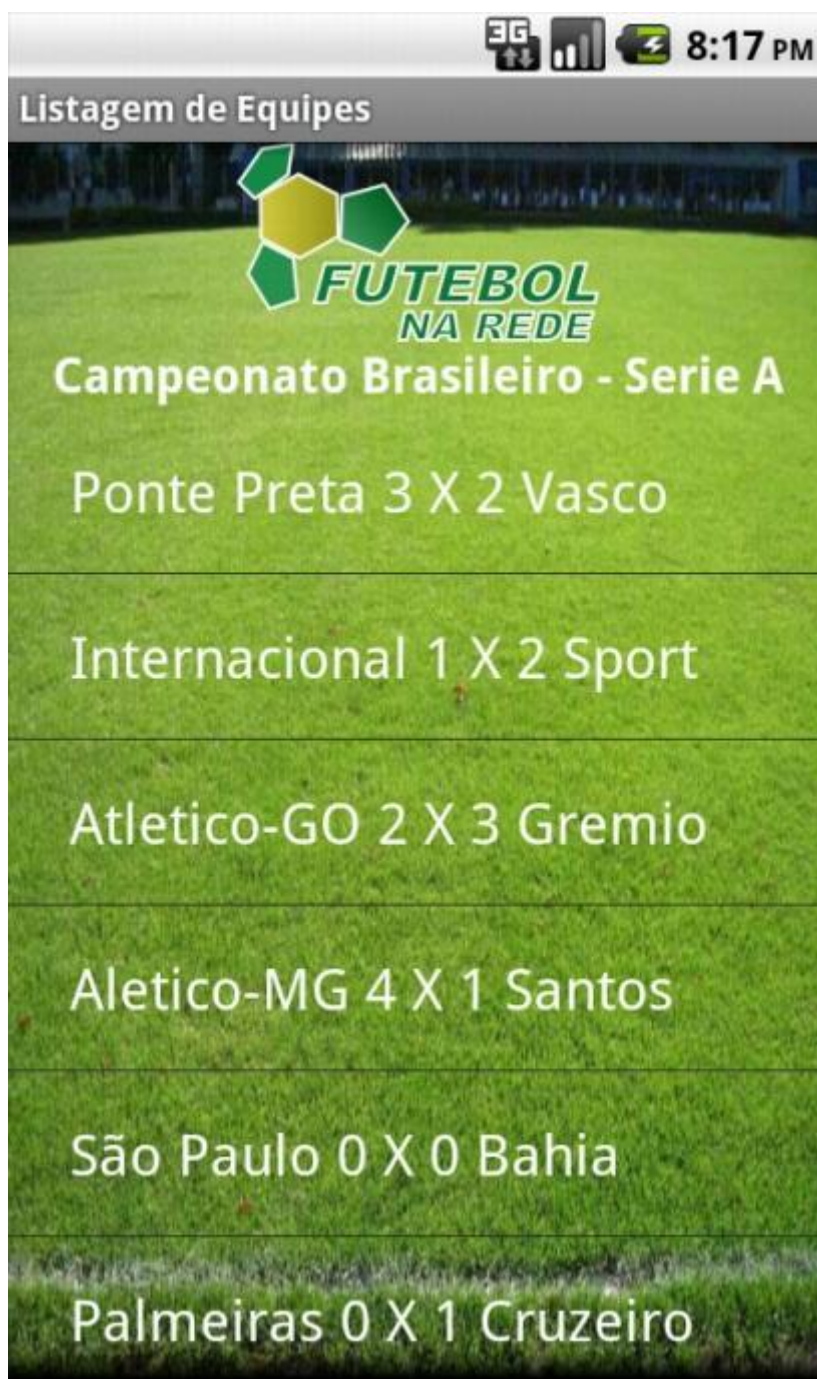 3G 8:17 PM
Listagem de Equipes
FUTEBOL
NA REDE
Campeonato Brasileiro - Serie A
Ponte Preta 3 X 2 Vasco
Internacional 1 X 2 Sport
Atletico-GO 2 X 3 Gremio
Aletico-MG 4 X 1 Santos
São Paulo 0 X 0 Bahia
Palmeiras 0 X 1 Cruzeiro